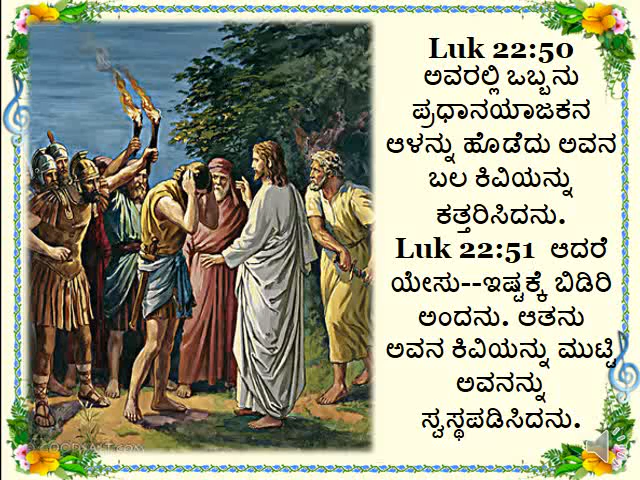 Luk 22:50
ಅವರಲ್ಲಿ ಒಬ್ಬನು
ಪ್ರಧಾನಯಾಜಕನ
ಆಳನ್ನು ಹೊಡೆದು ಅವನ
ಬಲ ಕಿವಿಯನ್ನು
ಕತ್ತರಿಸಿದನು.
Luk 22:51 ಆದರೆ
ಯೇಸು--ಇಷ್ಟಕ್ಕೆ ಬಿಡಿರಿ
ಅಂದನು. ಆತನು
ಅವನ ಕಿವಿಯನ್ನು ಮುಟ್ಟಿ
ಅವನನ್ನು
ಸ್ವಸ್ಥಪಡಿಸಿದನು.